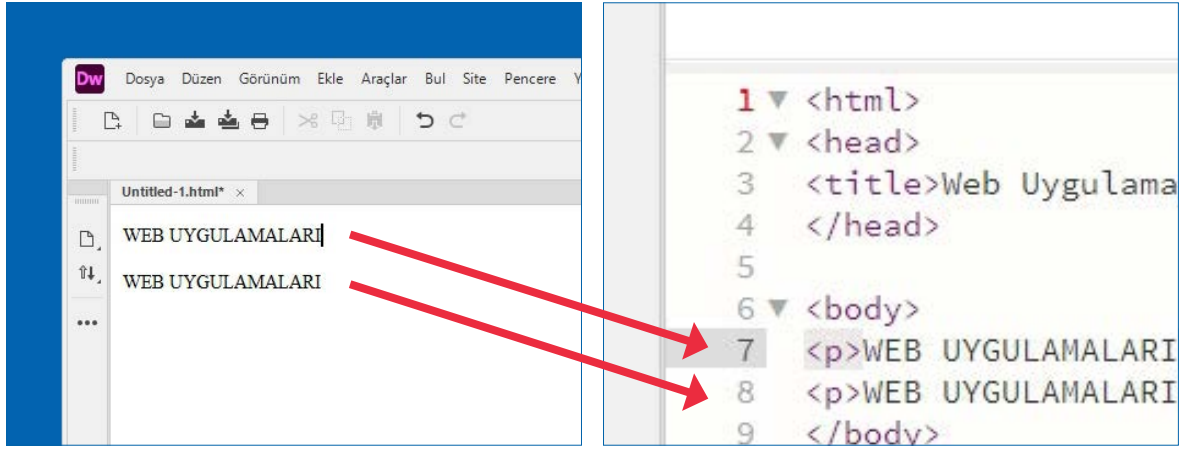 Dw Dosya Düzen Görünüm Ekle Araçlar Bul Site Pencere Y
Untitled-1.html* ×
WEB UYGULAMALARI
WEB UYGULAMALARI
1 <html>
2 <head>
3 <title>Web Uygulama
4 </head>
5
6 <body>
7 <p>WEB UYGULAMALARI
8 <p>WEB UYGULAMALARI
9 </body>